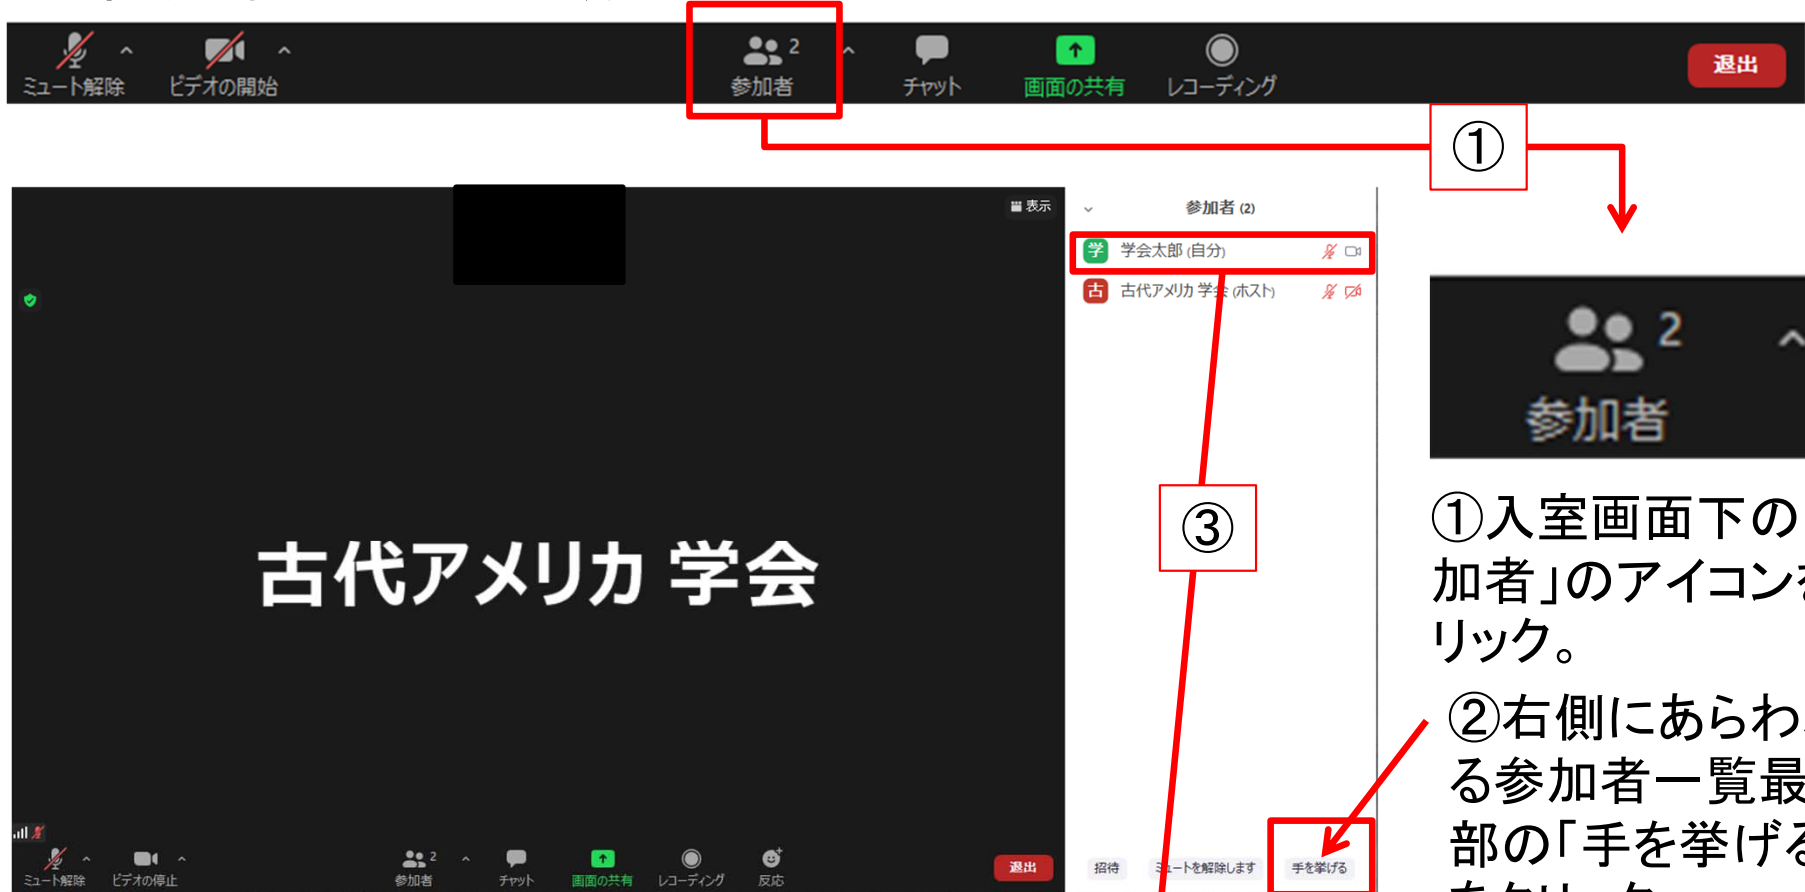 2
ミュート解除
ビデオの開始
参加者
チャット
画面の共有
レコーディング
退出
①
表示
参加者 (2)
学 学会太郎 (自分)
古 古代アメリカ 学会 (ホスト)
2
参加者
③
古代アメリカ 学会
①入室画面下の
加者」のアイコン
リック。
②右側にあらわ
る参加者一覧最
部の「手を挙げる
をクリック
2
ミュート解除
ビデオの停止
参加者
チャット
画面の共有
レコーディング
反応
退出
招待
ミュートを解除します
手を挙げる